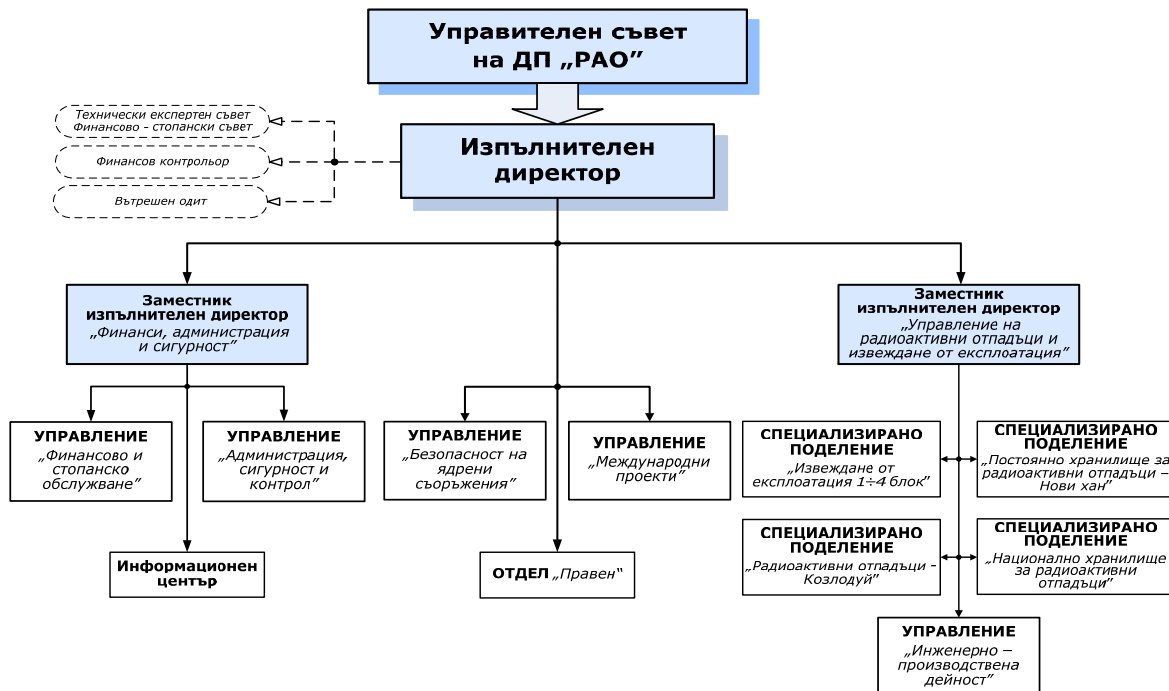 Управителен съвет
на ДП „РАО”
Технически експертен съвет
Финансово - стопански съвет
Финансов контрольор
Вътрешен одит
Изпълнителен
директор
Заместник
изпълнителен директор
„Финанси, администрация
и сигурност”
Заместник
изпълнителен директор
„Управление на
радиоактивни отпадъци и
извеждане от експлоатация”
УПРАВЛЕНИЕ
„Финансово и
стопанско
обслужване”
УПРАВЛЕНИЕ
„Администрация,
сигурност и
контрол”
УПРАВЛЕНИЕ
„Безопасност на
ядрени
съоръжения”
УПРАВЛЕНИЕ
„Международни
проекти”
СПЕЦИАЛИЗИРАНО
ПОДЕЛЕНИЕ
„Извеждане от
експлоатация 1÷4 блок”
СПЕЦИАЛИЗИРАНО
ПОДЕЛЕНИЕ
„Постоянно хранилище за
радиоактивни отпадъци –
Нови хан”
Информационен
център
ОТДЕЛ „Правен“
СПЕЦИАЛИЗИРАНО
ПОДЕЛЕНИЕ
„Радиоактивни отпадъци -
Козлодуй”
СПЕЦИАЛИЗИРАНО
ПОДЕЛЕНИЕ
„Национално хранилище
за радиоактивни
отпадъци”
УПРАВЛЕНИЕ
„Инженерно –
производствена
дейност”